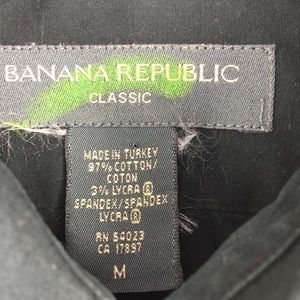 BANANA REPUBLIC
CLASSIC
MADE IN TURKEY
97% COTTON/
COTON
3% LYCRA ®
SPANDEX/SPANDEX
LYCRA ®
RN 54023
CA 17897
M